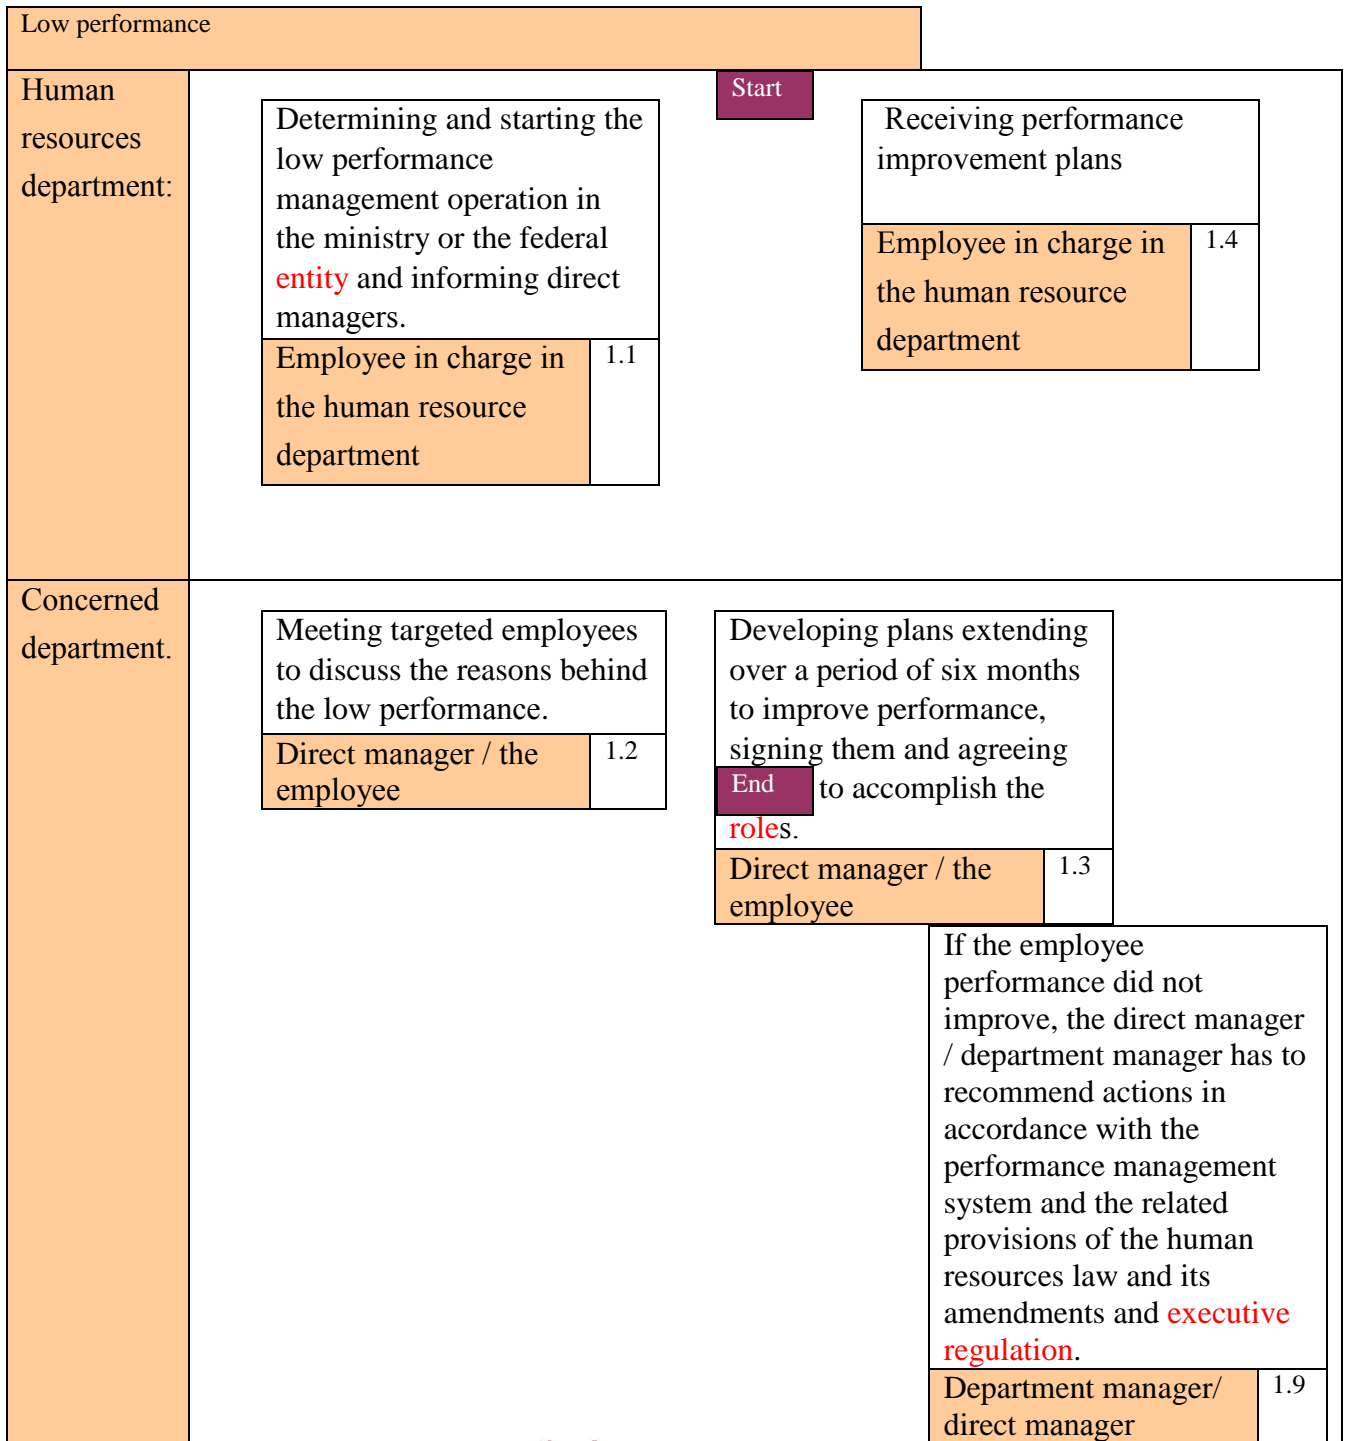 Low performance
Human
resources
department:
Determining and starting the
low performance
management operation in
the ministry or the federal
entity and informing direct
managers.
Employee in charge in
the human resource
department
1.1
Start
Receiving performance
improvement plans
Employee in charge in
the human resource
department
1.4
Concerned
department.
Meeting targeted employees
to discuss the reasons behind
the low performance.
Direct manager / the
employee
1.2
Developing plans extending
over a period of six months
to improve performance,
signing them and agreeing
End
to accomplish the
roles.
Direct manager / the
employee
1.3
If the employee
performance did not
improve, the direct manager
/ department manager has to
recommend actions in
accordance with the
performance management
system and the related
provisions of the human
resources law and its
amendments and executive
regulation.
Department manager/
direct manager
1.9